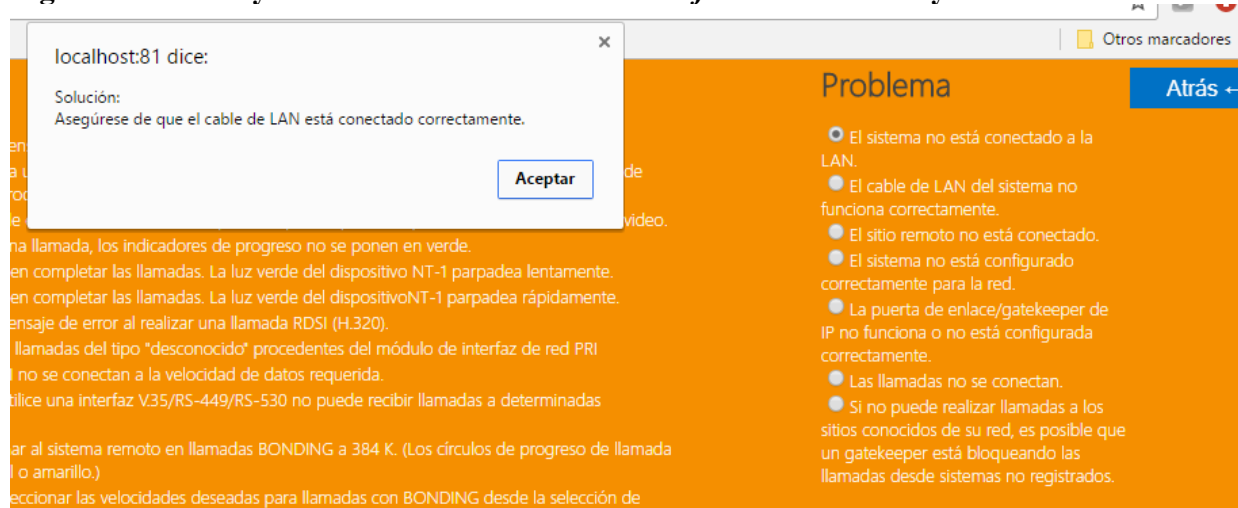 Otros marcadores
localhost:81 dice:
Solución:
Asegúrese de que el cable de LAN está conectado correctamente.
Aceptar
de
video.
na llamada, los indicadores de progreso no se ponen en verde.
en completar las llamadas. La luz verde del dispositivo NT-1 parpadea lentamente.
en completar las llamadas. La luz verde del dispositivoNT-1 parpadea rápidamente.
ensaje de error al realizar una llamada RDSI (H.320).
llamadas del tipo "desconocido" procedentes del módulo de interfaz de red PRI
no se conectan a la velocidad de datos requerida.
tilice una interfaz V.35/RS-449/RS-530 no puede recibir llamadas a determinadas
ar al sistema remoto en llamadas BONDING a 384 K. (Los círculos de progreso de llamada
l o amarillo.)
eccionar las velocidades deseadas para llamadas con BONDING desde la selección de
Problema
Atrás ←
El sistema no está conectado a la
LAN.
El cable de LAN del sistema no
funciona correctamente.
El sitio remoto no está conectado.
El sistema no está configurado
correctamente para la red.
La puerta de enlace/gatekeeper de
IP no funciona o no está configurada
correctamente.
Las llamadas no se conectan.
Si no puede realizar llamadas a los
sitios conocidos de su red, es posible que
un gatekeeper está bloqueando las
llamadas desde sistemas no registrados.